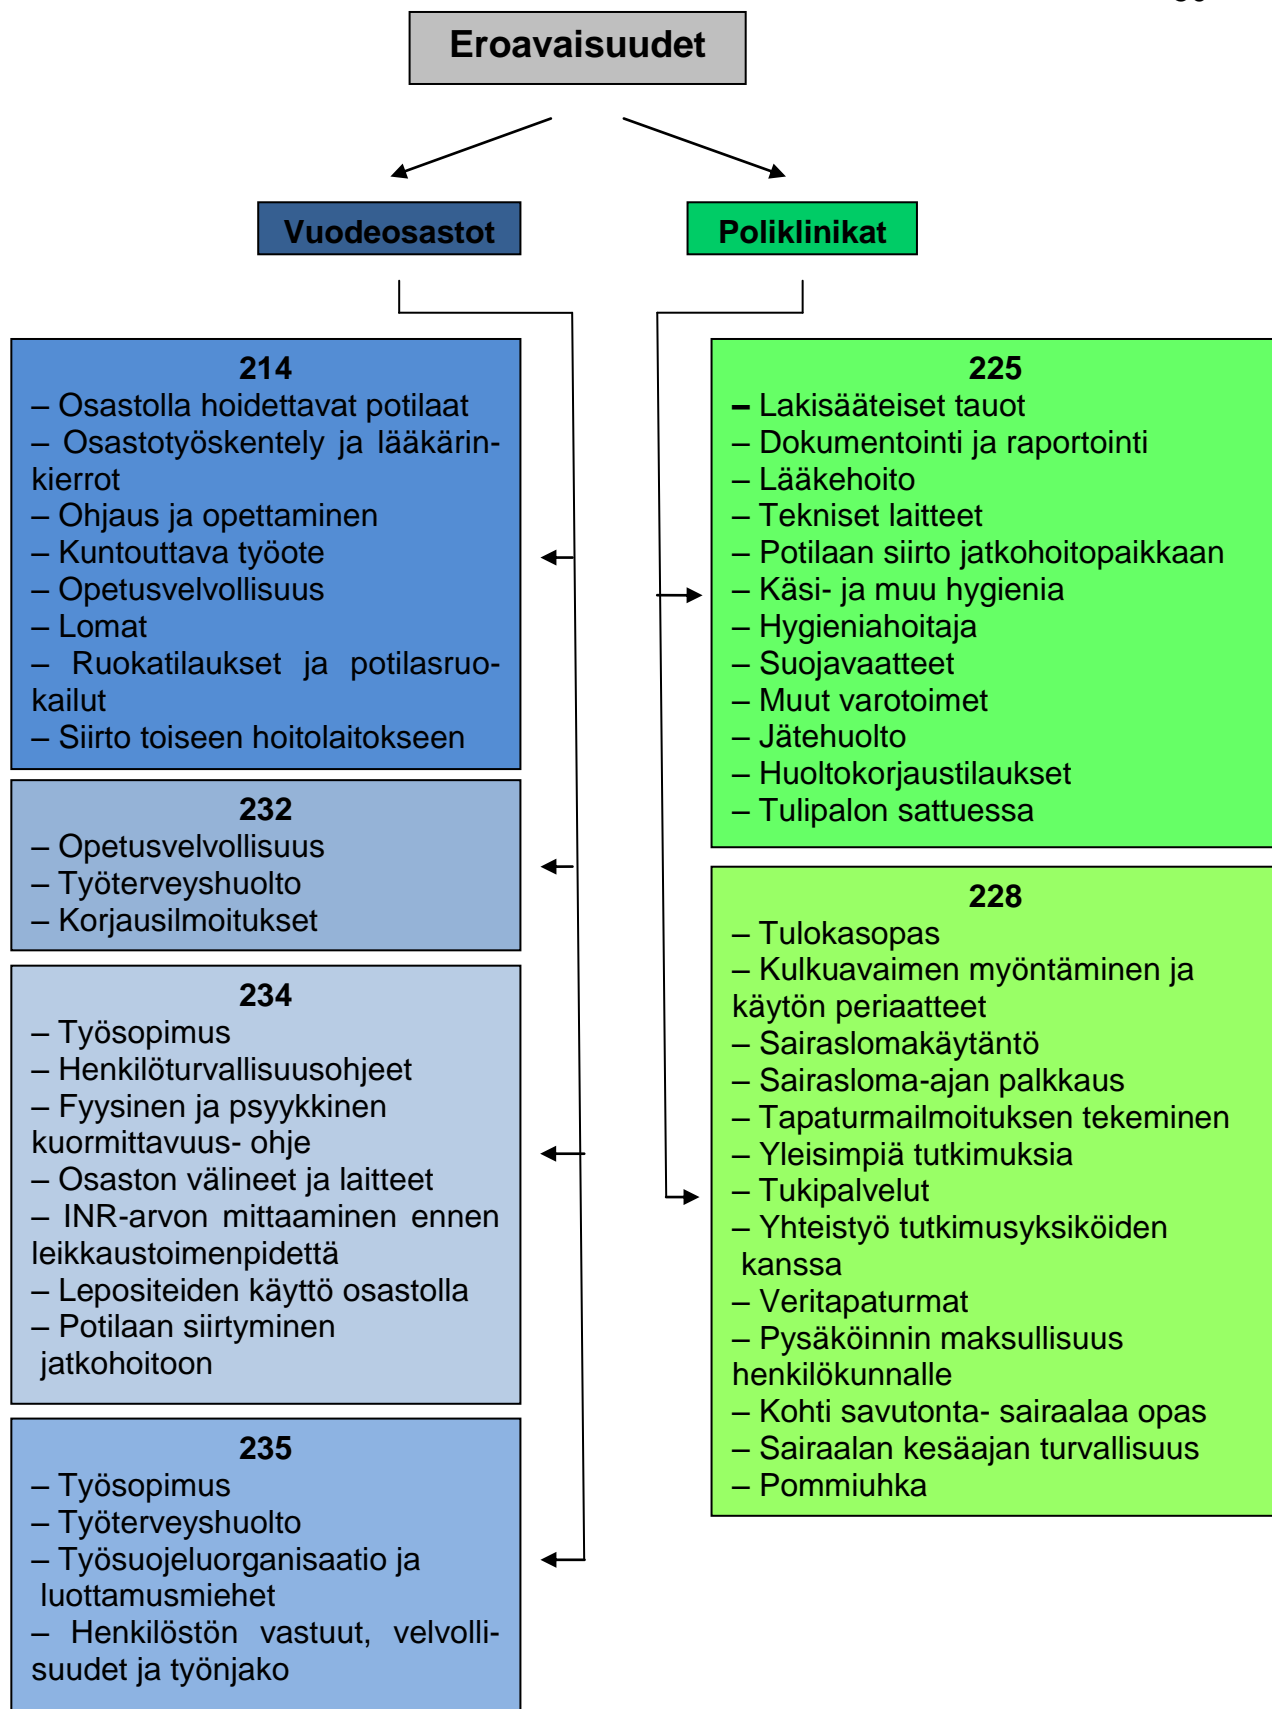 Eroavaisuudet
Vuodeosastot
Poliklinikat
214
– Osastolla hoidettavat potilaat
– Osastotyöskentely ja lääkärin-
kierrot
– Ohjaus ja opettaminen
– Kuntouttava työote
– Opetusvelvollisuus
– Lomat
– Ruokatilaukset ja potilasruo-
kailut
– Siirto toiseen hoitolaitokseen
232
– Opetusvelvollisuus
– Työterveyshuolto
– Korjausilmoitukset
234
– Työsopimus
– Henkilöturvallisuusohjeet
– Fyysinen ja psyykkinen
kuormittavuus- ohje
– Osaston välineet ja laitteet
– INR-arvon mittaaminen ennen
leikkaustoimenpidettä
– Lepositeiden käyttö osastolla
– Potilaan siirtyminen
jatkohoitoon
235
– Työsopimus
– Työterveyshuolto
– Työsuojeluorganisaatio ja
luottamusmiehet
– Henkilöstön vastuut, velvolli-
suudet ja työnjako
225
– Lakisääteiset tauot
– Dokumentointi ja raportointi
– Lääkehoito
– Tekniset laitteet
– Potilaan siirto jatkohoitopaikkaan
– Käsi- ja muu hygienia
– Hygieniahoitaja
– Suojavaatteet
– Muut varotoimet
– Jätehuolto
– Huoltokorjaustilaukset
– Tulipalon sattuessa
228
– Tulokasopas
– Kulkuavaimen myöntäminen ja
käytön periaatteet
– Sairaslomakäytäntö
– Sairasloma-ajan palkkaus
– Tapaturmailmoituksen tekeminen
– Yleisimpiä tutkimuksia
– Tukipalvelut
– Yhteistyö tutkimusyksiköiden
kanssa
– Veritapaturmat
– Pysäköinnin maksullisuus
henkilökunnalle
– Kohti savutonta- sairaalaa opas
– Sairaalan kesäajan turvallisuus
– Pommiuhka